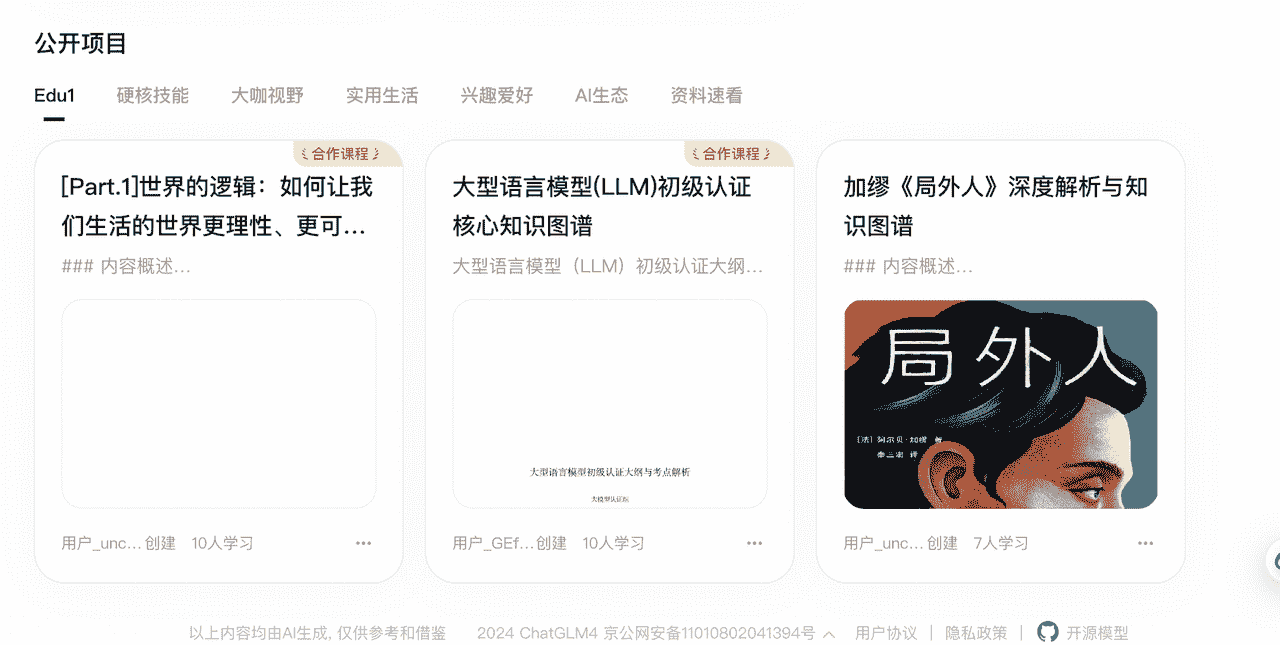 公开项目
Edu1 硬核技能 大咖视野 实用生活 兴趣爱好 AI生态 资料速看
合作课程
[Part.1]世界的逻辑：如何让我
们生活的世界更理性、更可...
### 内容概述...
用户_unc... 创建 10人学习
合作课程
大型语言模型(LLM)初级认证
核心知识图谱
大型语言模型（LLM）初级认证大纲...
大型语言模型初级认证大纲与考点解析
用户_GEf... 创建 10人学习
加缪《局外人》深度解析与知
识图谱
### 内容概述...
局外人
[法] 阿尔贝·加缪 著
用户_unc... 创建 7人学习
以上内容均由AI生成, 仅供参考和借鉴 2024 ChatGLM4 京公网安备11010802041394号 用户协议 | 隐私政策 | 开源模型